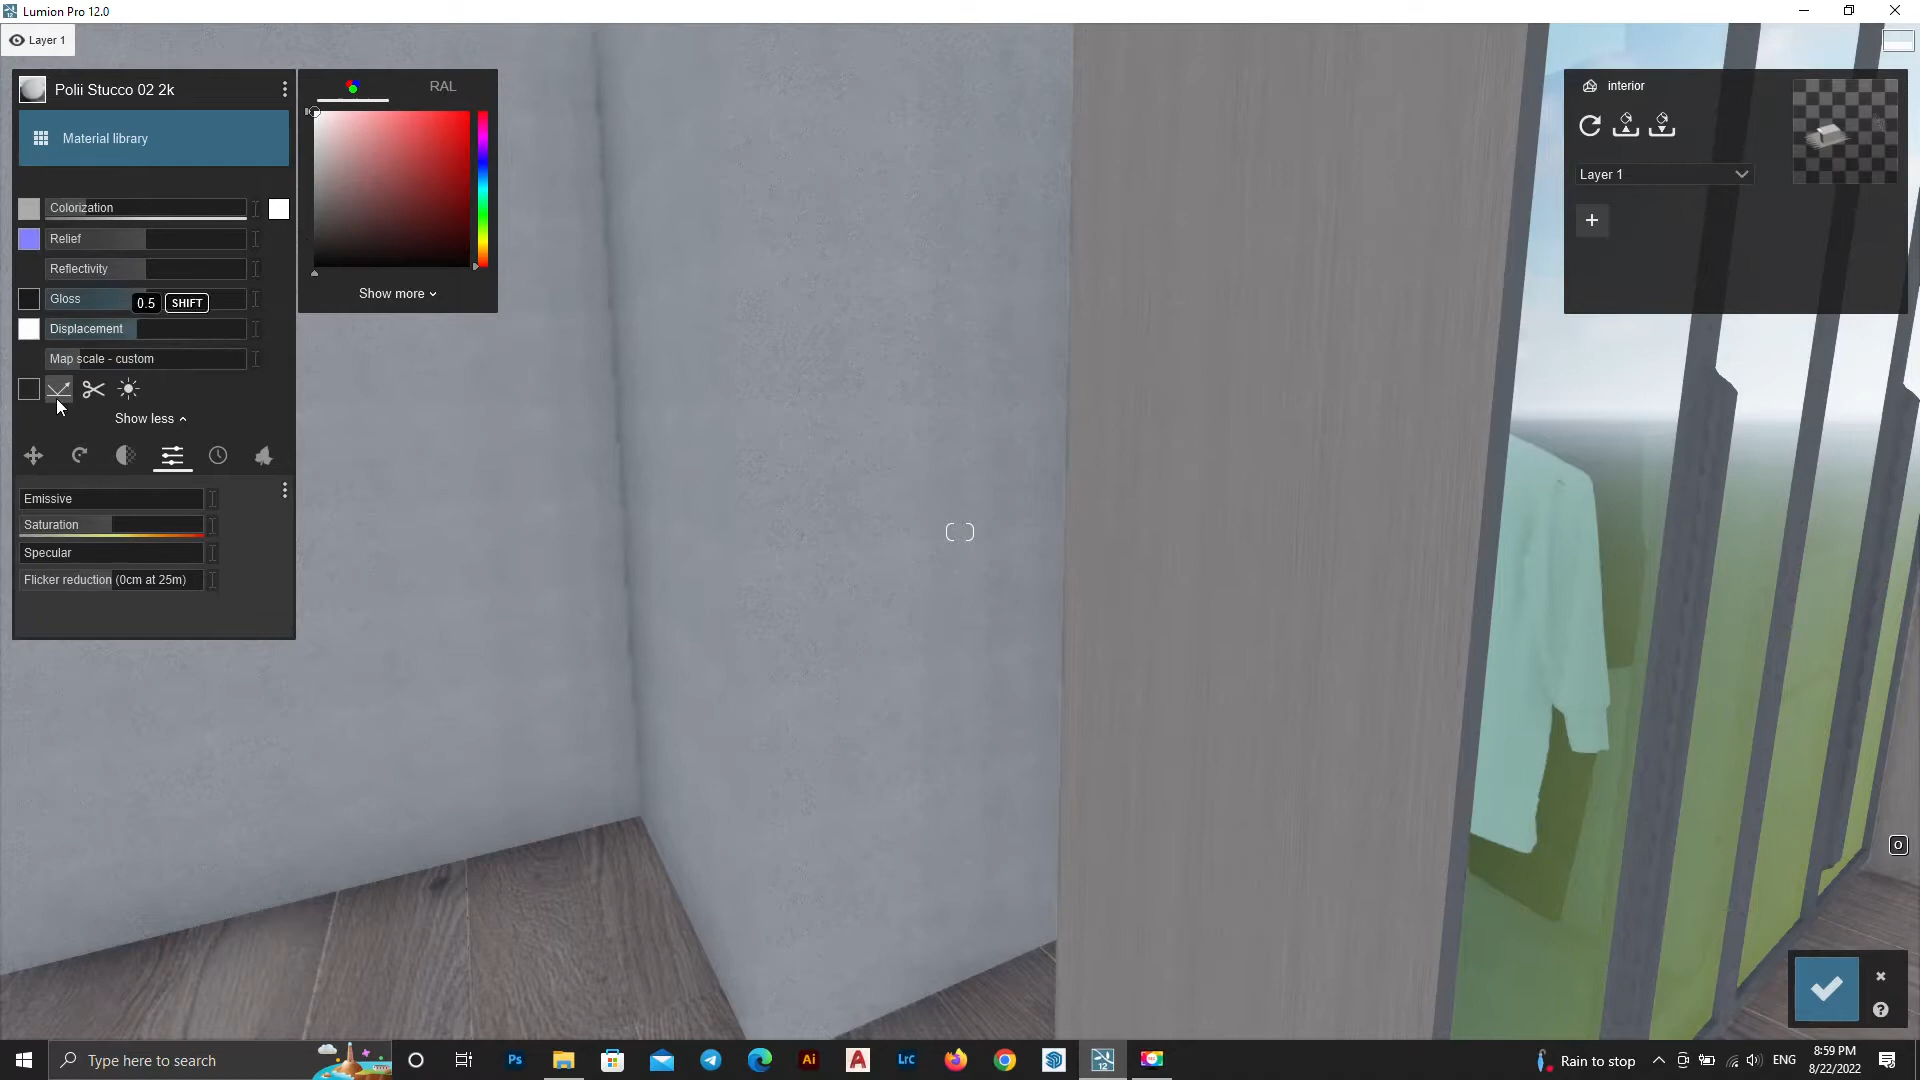 Lumion Pro 12.0
Layer 1
Polii Stucco 02 2k
Material library
Colorization
Relief
Reflectivity
Gloss
0.5 SHIFT
Displacement
Map scale - custom
Show less
Emissive
Saturation
Specular
Flicker reduction (0cm at 25m)
RAL
Show more
interior
Layer 1
+
O
Type here to search
Ps
Ai
A
LrC
12
Rain to stop
ENG
8:59 PM
8/22/2022